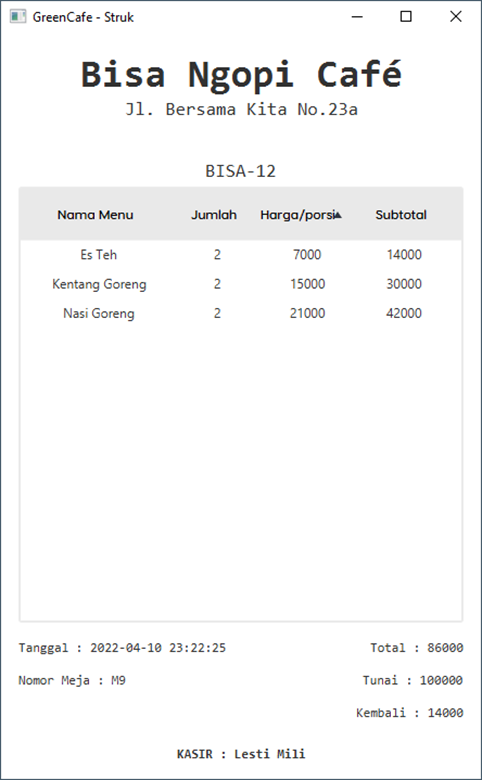 GreenCafe - Struk
Bisa Ngopi Café
Jl. Bersama Kita No.23a
BISA-12
Nama Menu Jumlah Harga/porsi Subtotal
Es Teh 2 7000 14000
Kentang Goreng 2 15000 30000
Nasi Goreng 2 21000 42000
Tanggal : 2022-04-10 23:22:25 Total : 86000
Nomor Meja : M9 Tunai : 100000
Kembali : 14000
KASIR : Lesti Mili